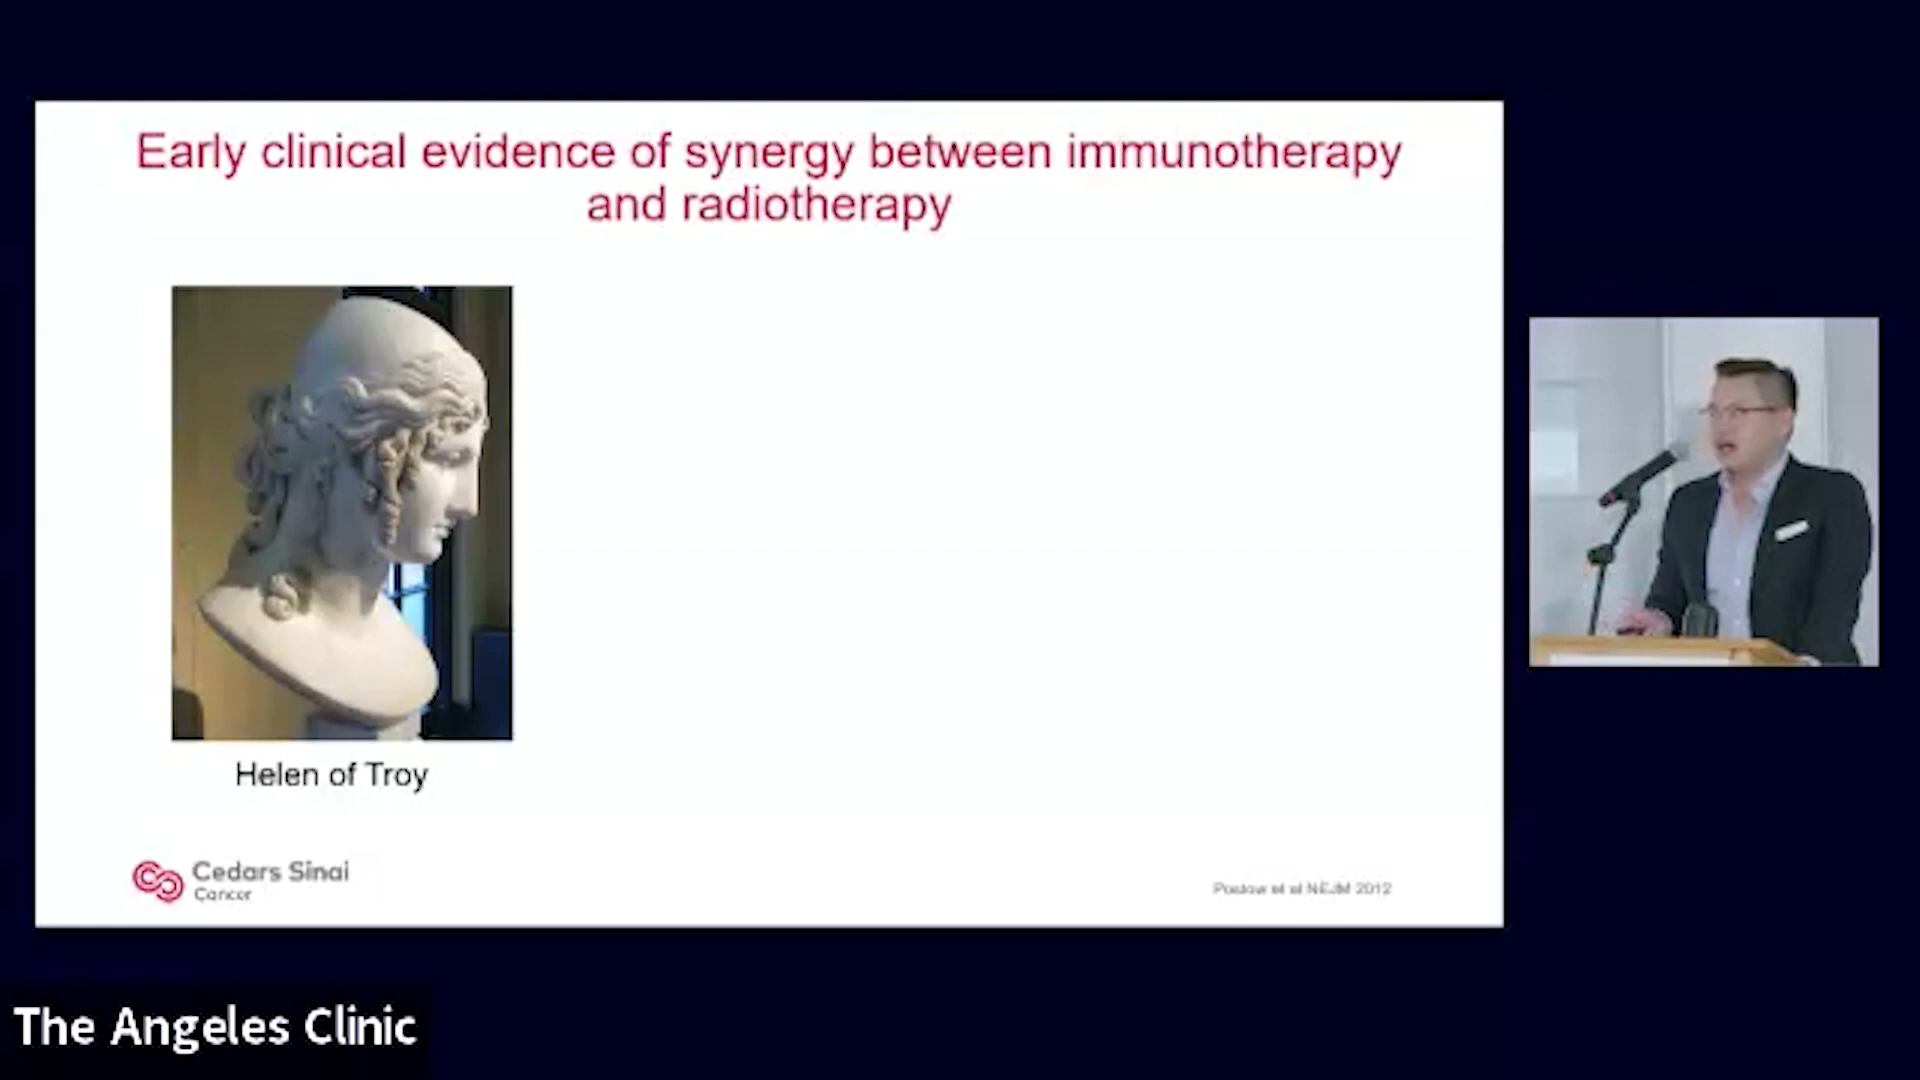 Early clinical evidence of synergy between immunotherapy
and radiotherapy
Helen of Troy
Cedars Sinai
Cancer
Postow et al NEJM 2012
The Angeles Clinic